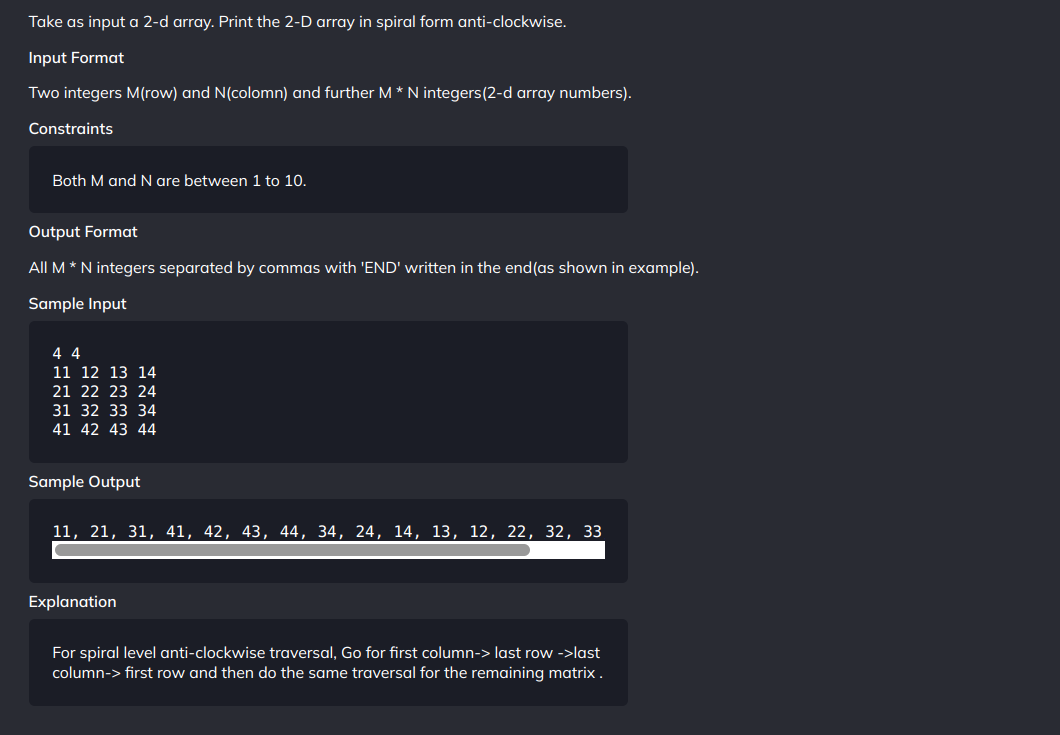 Take as input a 2-d array. Print the 2-D array in spiral form anti-clockwise.
Input Format
Two integers M(row) and N(colomn) and further M * N integers(2-d array numbers).
Constraints
Both M and N are between 1 to 10.
Output Format
All M * N integers separated by commas with 'END' written in the end(as shown in example).
Sample Input
4 4
11 12 13 14
21 22 23 24
31 32 33 34
41 42 43 44
Sample Output
11, 21, 31, 41, 42, 43, 44, 34, 24, 14, 13, 12, 22, 32, 33
Explanation
For spiral level anti-clockwise traversal, Go for first column-> last row ->last
column-> first row and then do the same traversal for the remaining matrix .